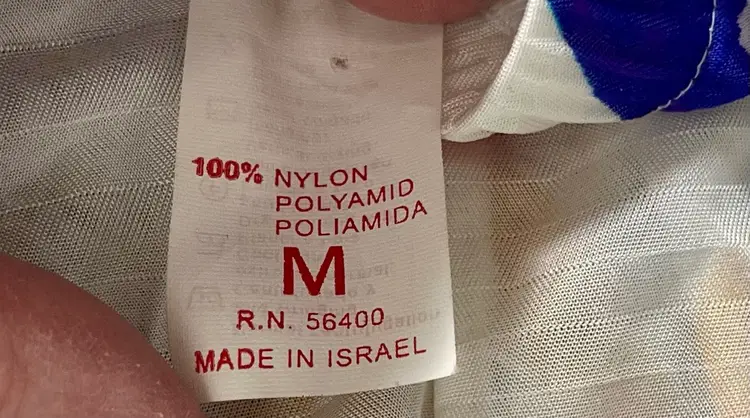 100% NYLON
POLYAMID
POLIAMIDA
M
R.N. 56400
MADE IN ISRAEL